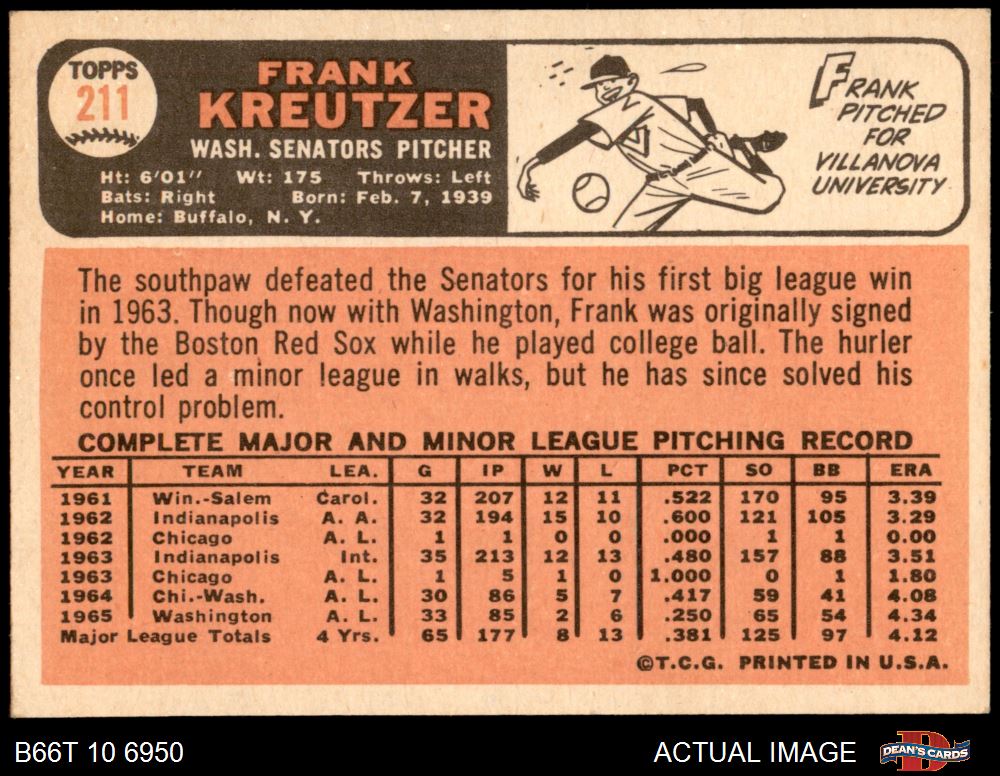 TOPPS
211
FRANK
KREUTZER
WASH. SENATORS PITCHER
Ht: 6'01" Wt: 175 Throws: Left
Bats: Right Born: Feb. 7, 1939
Home: Buffalo, N. Y.
FRANK
PITCHED
FOR
VILLANOVA
UNIVERSITY
The southpaw defeated the Senators for his first big league win
in 1963. Though now with Washington, Frank was originally signed
by the Boston Red Sox while he played college ball. The hurler
once led a minor league in walks, but he has since solved his
control problem.
COMPLETE MAJOR AND MINOR LEAGUE PITCHING RECORD
YEAR TEAM LEA. G IP W L PCT SO BB ERA
1961 Win.-Salem Carol. 32 207 12 11 .522 170 95 3.39
1962 Indianapolis A. A. 32 194 15 10 .600 121 105 3.29
1962 Chicago A. L. 1 1 0 0 .000 1 1 0.00
1963 Indianapolis Int. 35 213 12 13 .480 157 88 3.51
1963 Chicago A. L. 1 5 1 0 1.000 0 1 1.80
1964 Chi.-Wash. A. L. 30 86 5 7 .417 59 41 4.08
1965 Washington A. L. 33 85 2 6 .250 65 54 4.34
Major League Totals 4 Yrs. 65 177 8 13 .381 125 97 4.12
©T.C.G. PRINTED IN U.S.A.
B66T 10 6950 ACTUAL IMAGE DEAN'S CARDS